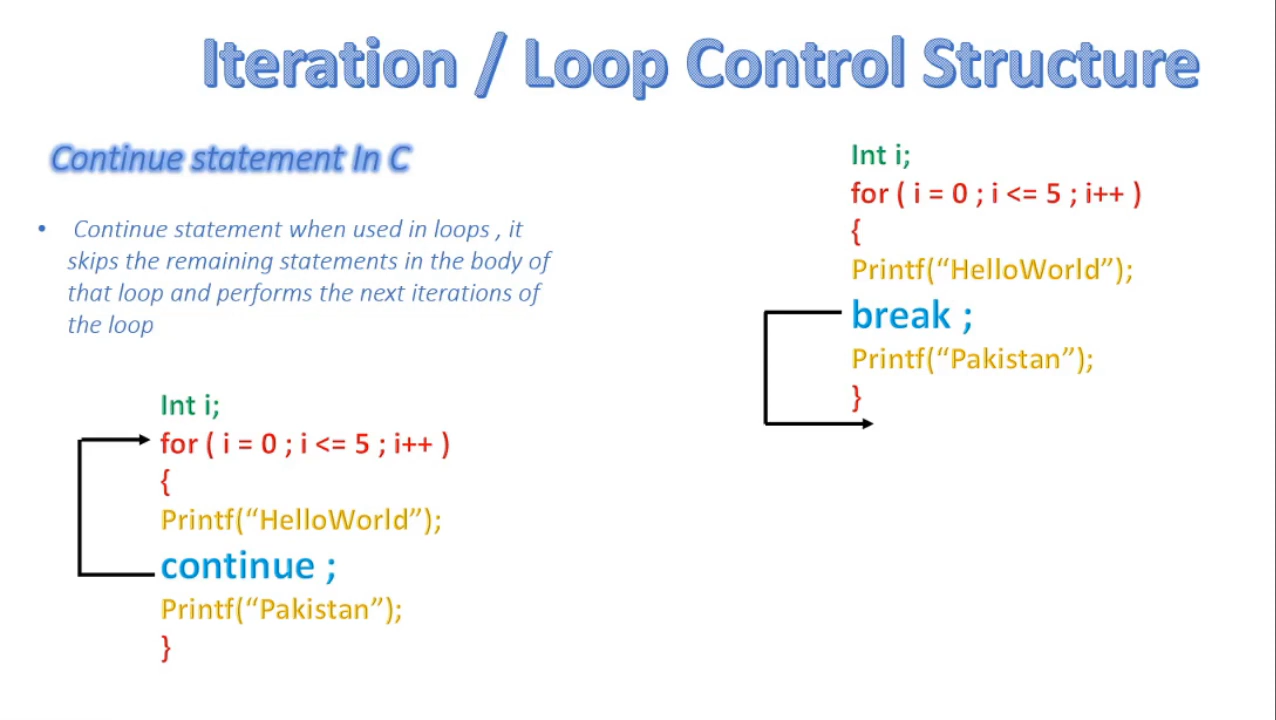 Iteration / Loop Control Structure
Continue statement In C
• Continue statement when used in loops , it
skips the remaining statements in the body of
that loop and performs the next iterations of
the loop
Int i;
for ( i = 0 ; i <= 5 ; i++ )
{
Printf(“HelloWorld”);
continue ;
Printf(“Pakistan”);
}
Int i;
for ( i = 0 ; i <= 5 ; i++ )
{
Printf(“HelloWorld”);
break ;
Printf(“Pakistan”);
}